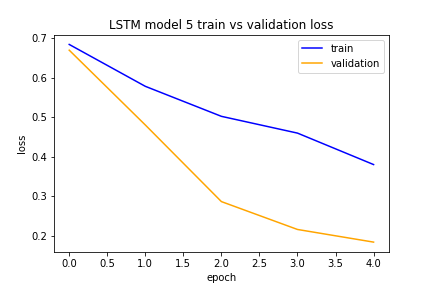 LSTM model 5 train vs validation loss
0.7
0.6
0.5
0.4
0.3
0.2
loss
train
validation
0.0 0.5 1.0 1.5 2.0 2.5 3.0 3.5 4.0
epoch